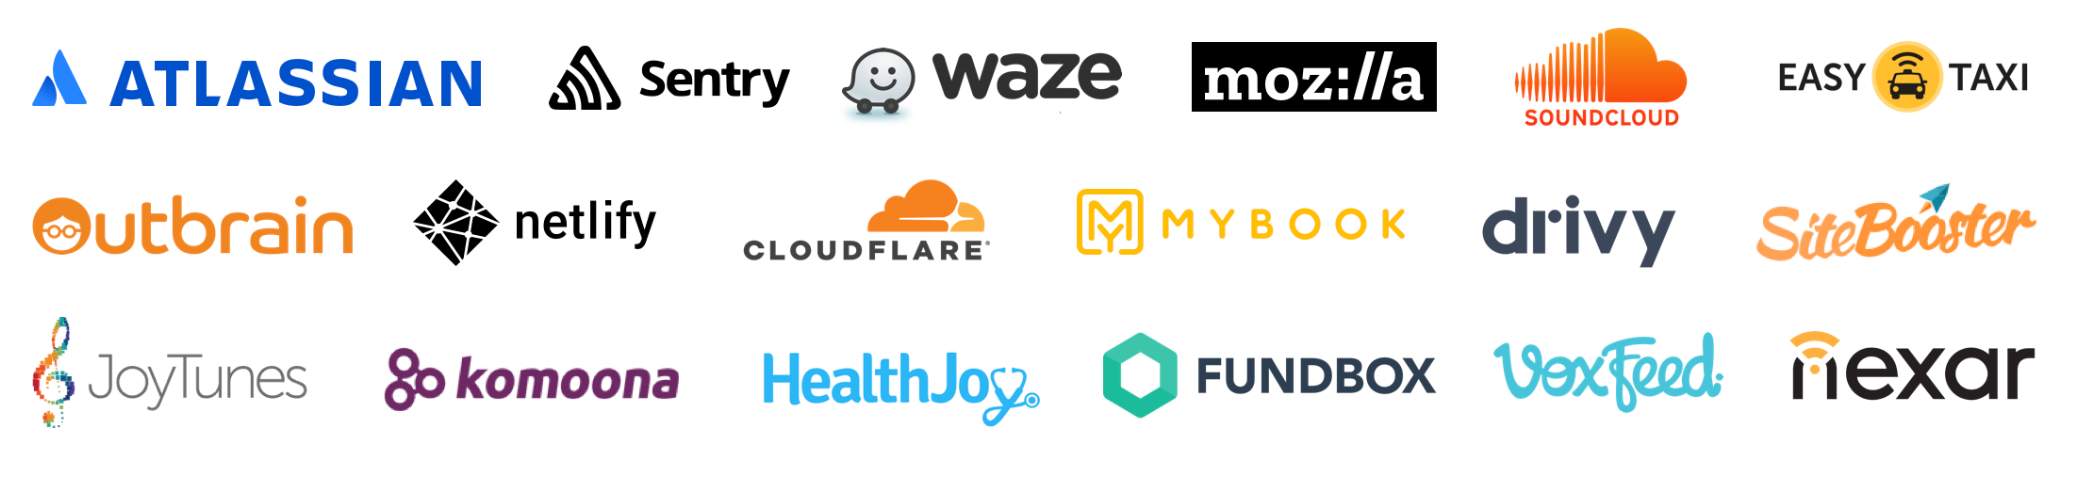 ATLASSIAN Sentry waze moz://a SOUNDCLOUD EASY TAXI
Outbrain netlify CLOUDFLARE® MYBOOK drivy SiteBooster
JoyTunes komoona HealthJoy FUNDBOX VoxFeed nexar